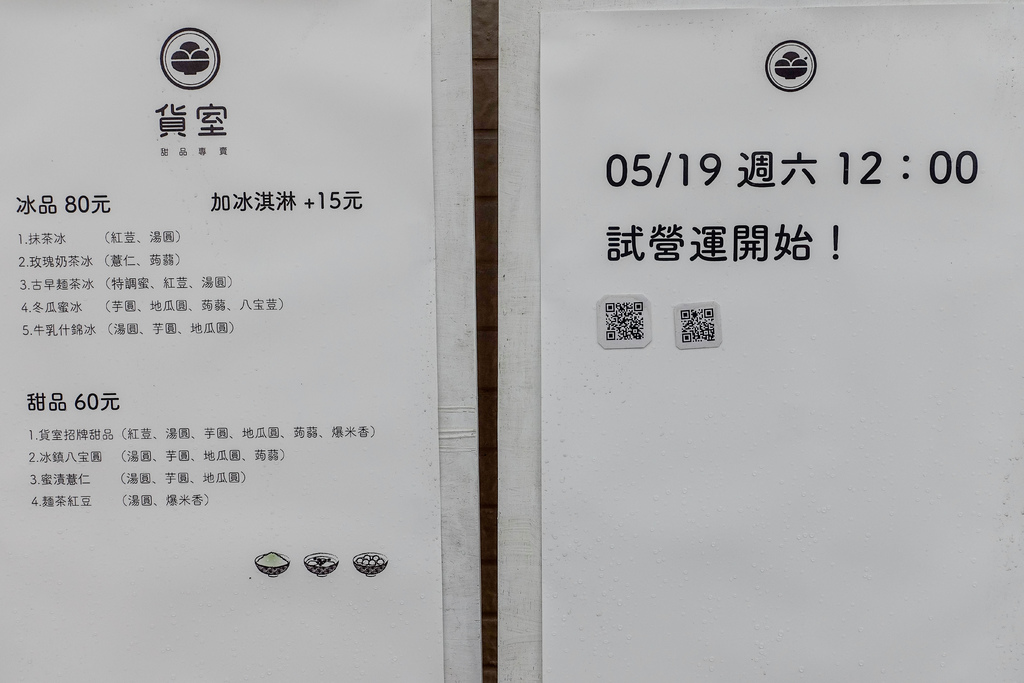 貨室
甜品專賣
冰品 80元
加冰淇淋 +15元
1.抹茶冰 （紅荳、湯圓）
2.玫瑰奶茶冰 （薏仁、蒟蒻）
3.古早麵茶冰 （特調蜜、紅荳、湯圓）
4.冬瓜蜜冰 （芋圓、地瓜圓、蒟蒻、八宝荳）
5.牛乳什錦冰 （湯圓、芋圓、地瓜圓）
甜品 60元
1.貨室招牌甜品（紅荳、湯圓、芋圓、地瓜圓、蒟蒻、爆米香）
2.冰鎮八宝圓 （湯圓、芋圓、地瓜圓、蒟蒻）
3.蜜漬薏仁 （湯圓、芋圓、地瓜圓）
4.麵茶紅豆 （湯圓、爆米香）
05/19 週六 12：00
試營運開始！